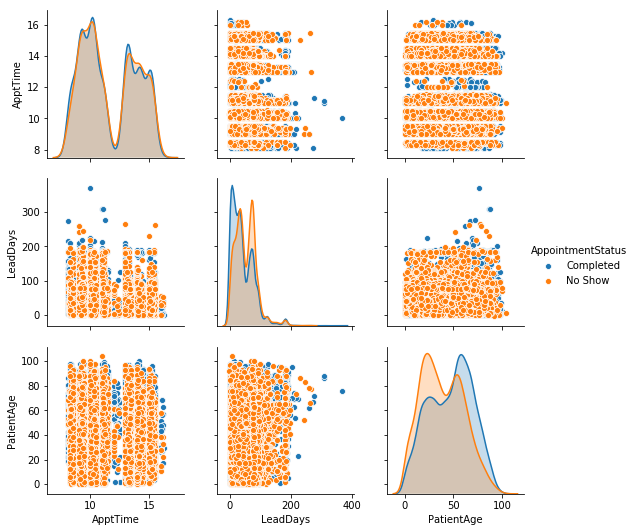 16
14
12
10
8
ApptTime
300
200
100
0
LeadDays
AppointmentStatus
Completed
No Show
100
80
60
40
20
0
PatientAge
10 15
0 200 400
0 50 100
ApptTime
LeadDays
PatientAge